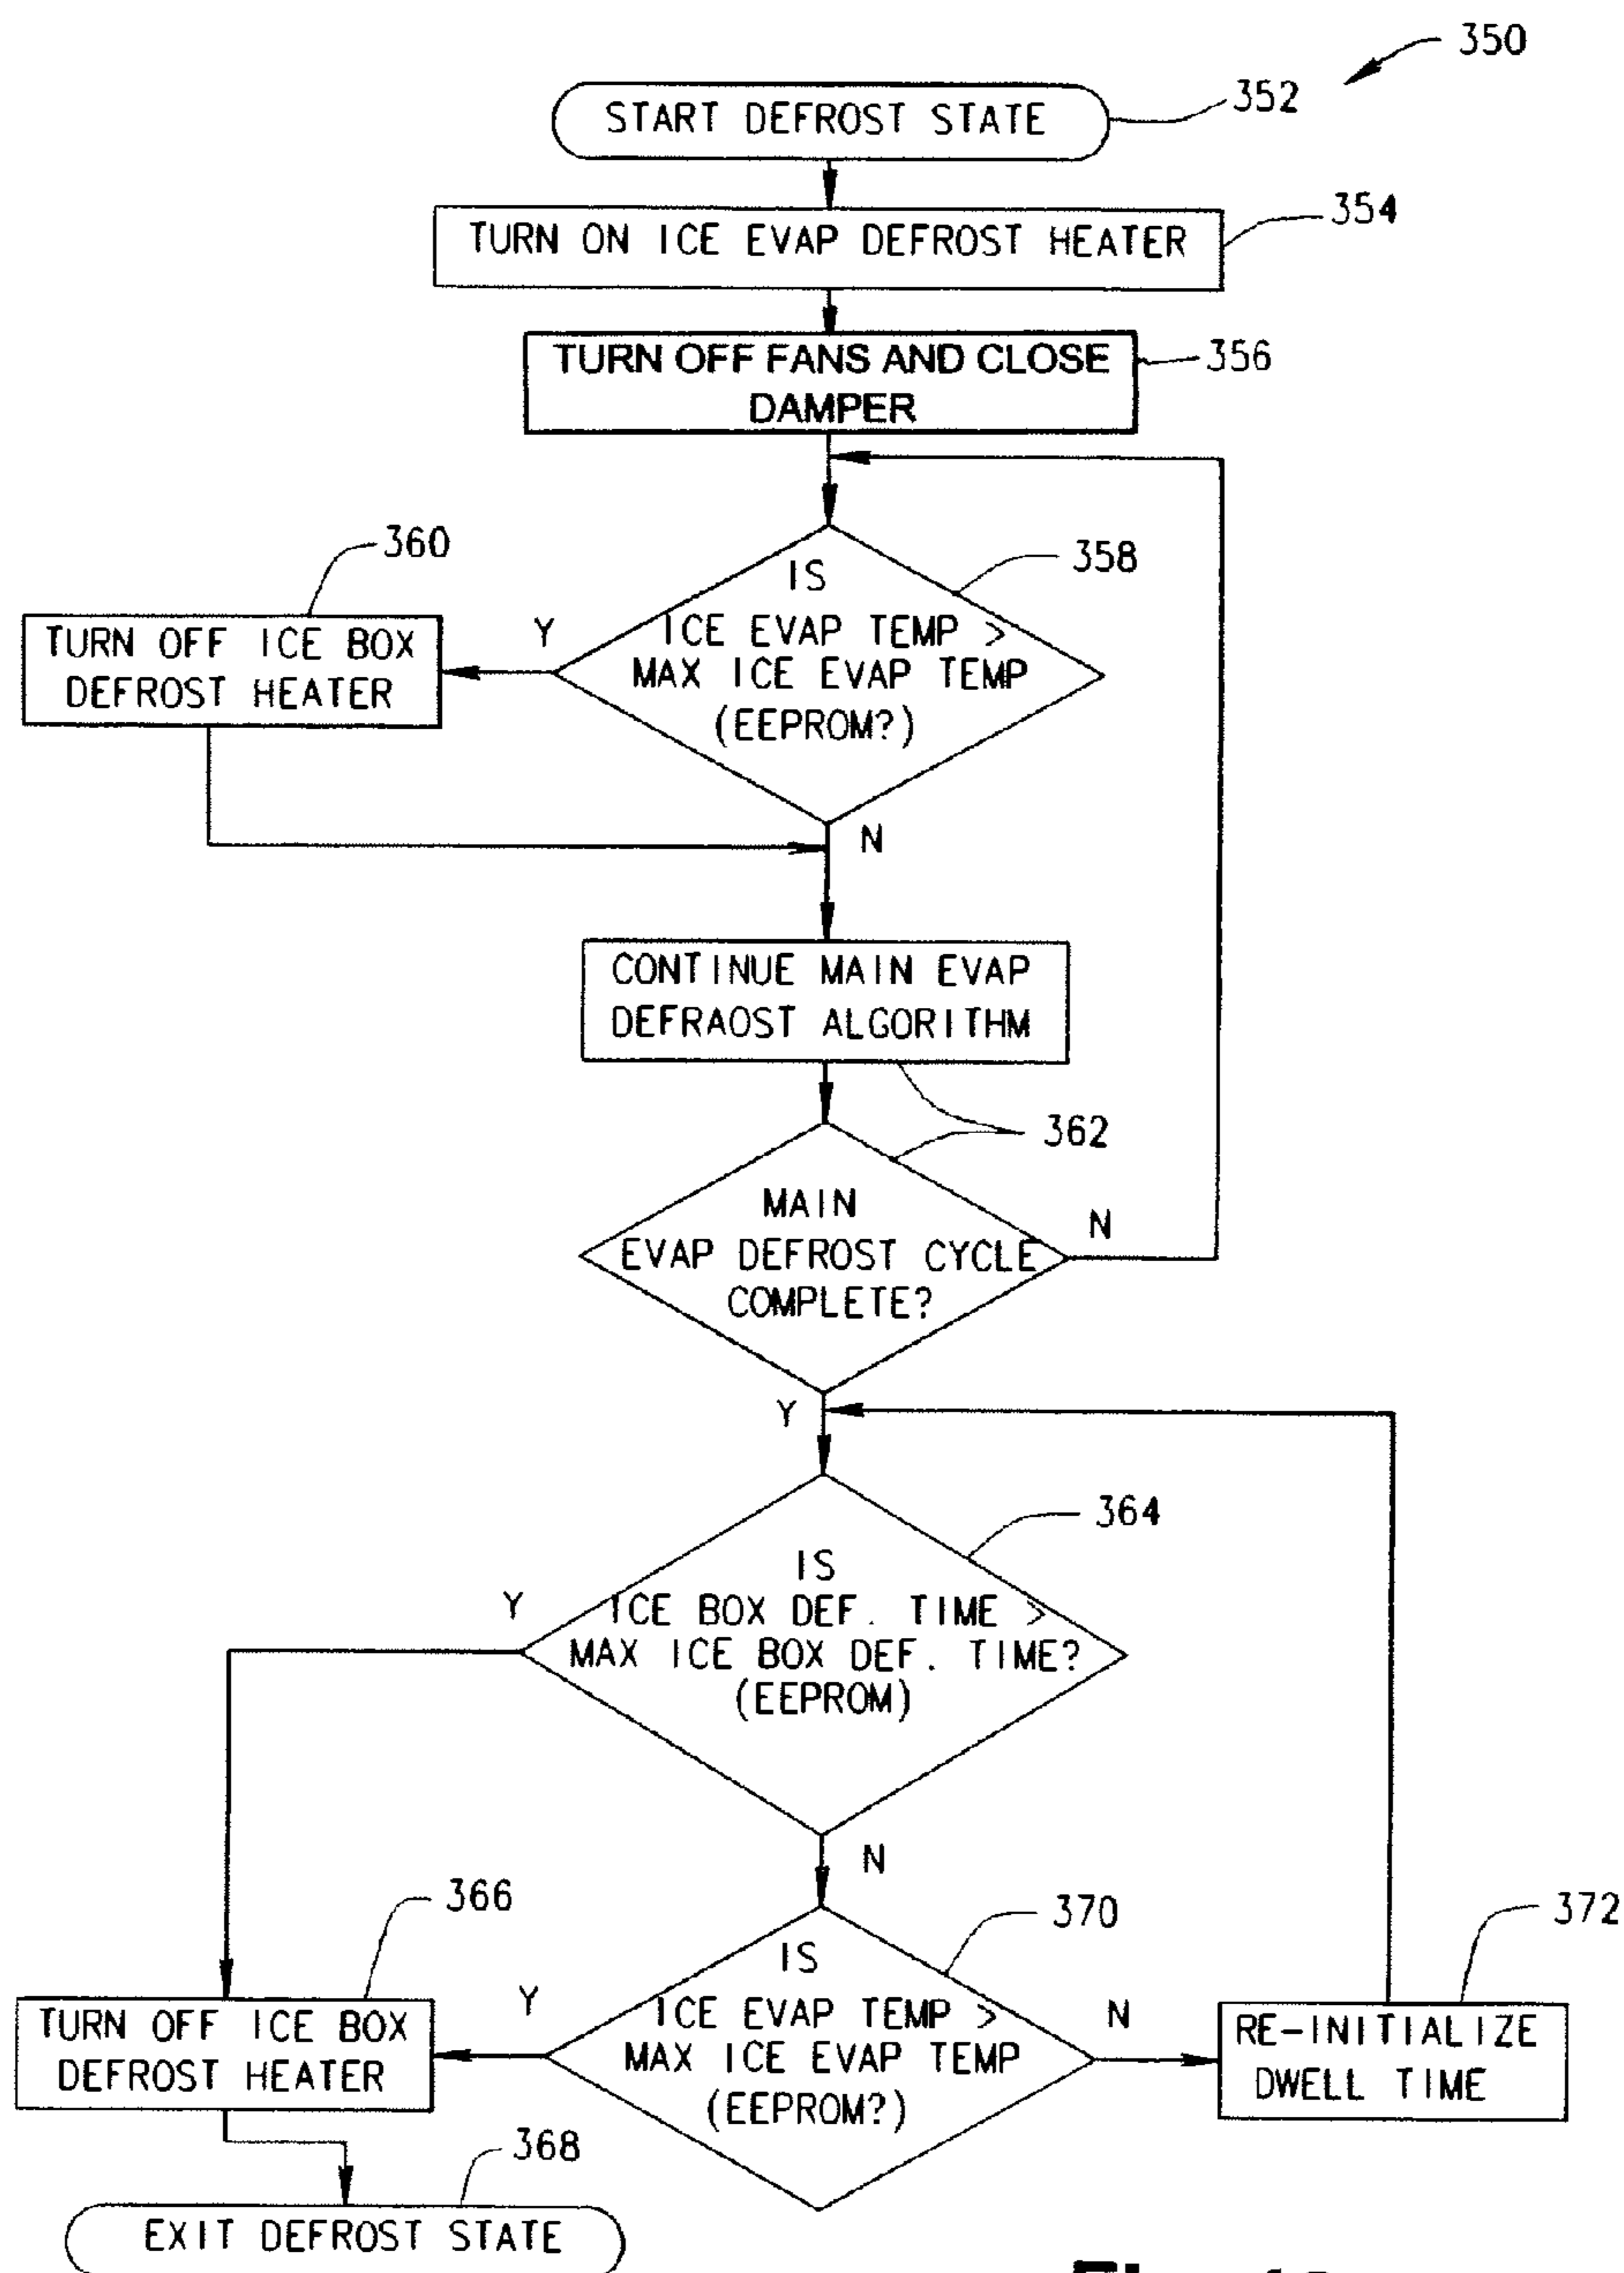 350
START DEFROST STATE
352
TURN ON ICE EVAP DEFROST HEATER
354
TURN OFF FANS AND CLOSE
DAMPER
356
IS
ICE EVAP TEMP >
MAX ICE EVAP TEMP
(EEPROM?)
358
Y
N
360
TURN OFF ICE BOX
DEFROST HEATER
CONTINUE MAIN EVAP
DEFRAOST ALGORITHM
362
MAIN
EVAP DEFROST CYCLE
COMPLETE?
N
Y
364
IS
ICE BOX DEF. TIME >
MAX ICE BOX DEF. TIME?
(EEPROM)
Y
N
366
TURN OFF ICE BOX
DEFROST HEATER
370
IS
ICE EVAP TEMP >
MAX ICE EVAP TEMP
(EEPROM?)
Y
N
372
RE-INITIALIZE
DWELL TIME
368
EXIT DEFROST STATE